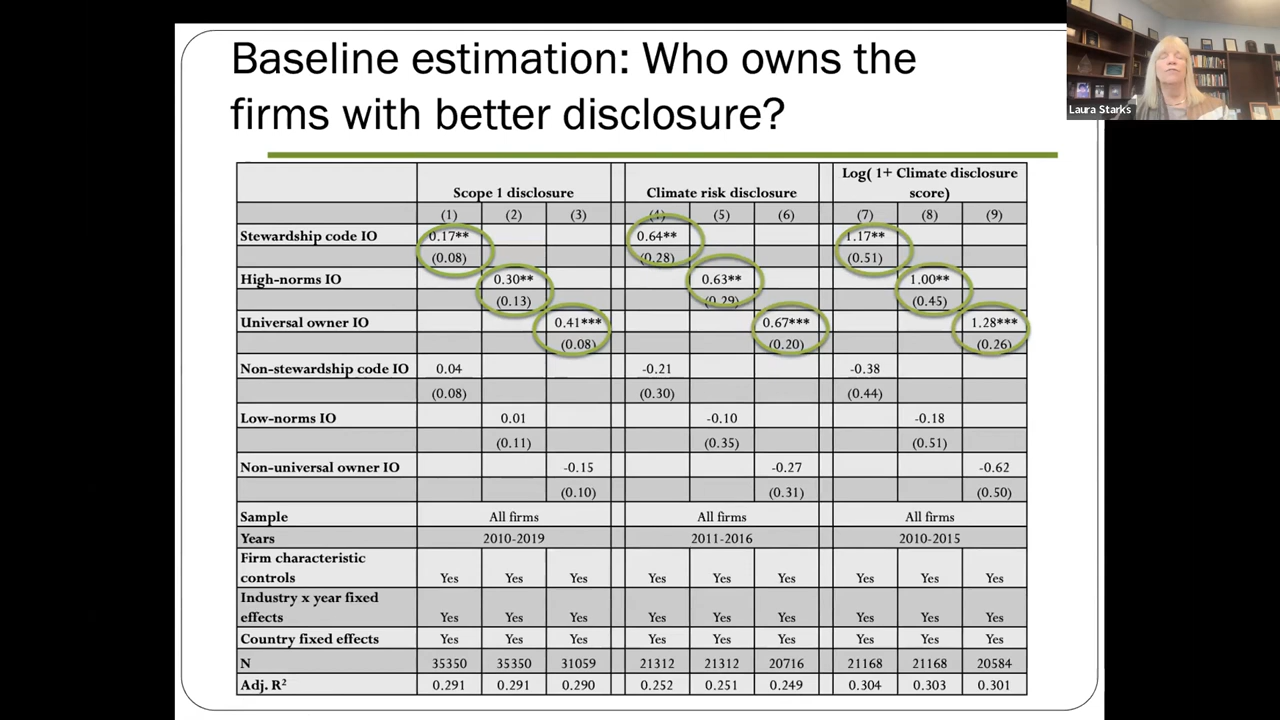 Baseline estimation: Who owns the
firms with better disclosure?
Laura Starks
Scope 1 disclosure Climate risk disclosure Log( 1+ Climate disclosure score)
(1) (2) (3) (4) (5) (6) (7) (8) (9)
Stewardship code IO 0.17** 0.64** 1.17**
(0.08) (0.28) (0.51)
High-norms IO 0.30** 0.63** 1.00**
(0.13) (0.29) (0.45)
Universal owner IO 0.41*** 0.67*** 1.28***
(0.08) (0.20) (0.26)
Non-stewardship code IO 0.04 -0.21 -0.38
(0.08) (0.30) (0.44)
Low-norms IO 0.01 -0.10 -0.18
(0.11) (0.35) (0.51)
Non-universal owner IO -0.15 -0.27 -0.62
(0.10) (0.31) (0.50)
Sample All firms All firms All firms
Years 2010-2019 2011-2016 2010-2015
Firm characteristic
controls Yes Yes Yes Yes Yes Yes Yes Yes Yes
Industry x year fixed
effects Yes Yes Yes Yes Yes Yes Yes Yes Yes
Country fixed effects Yes Yes Yes Yes Yes Yes Yes Yes Yes
N 35350 35350 31059 21312 21312 20716 21168 21168 20584
Adj. R² 0.291 0.291 0.290 0.252 0.251 0.249 0.304 0.303 0.301